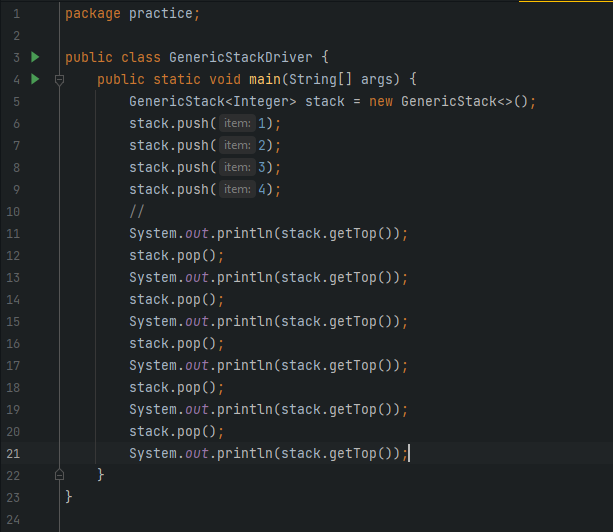 1 package practice;
2
3 public class GenericStackDriver {
4 public static void main(String[] args) {
5 GenericStack<Integer> stack = new GenericStack<>();
6 stack.push( item: 1);
7 stack.push( item: 2);
8 stack.push( item: 3);
9 stack.push( item: 4);
10 //
11 System.out.println(stack.getTop());
12 stack.pop();
13 System.out.println(stack.getTop());
14 stack.pop();
15 System.out.println(stack.getTop());
16 stack.pop();
17 System.out.println(stack.getTop());
18 stack.pop();
19 System.out.println(stack.getTop());
20 stack.pop();
21 System.out.println(stack.getTop());
22 }
23 }
24